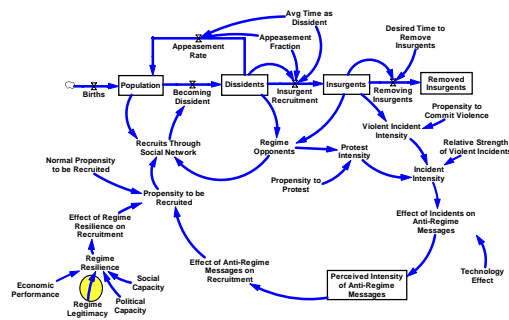 Avg Time as
Dissident
Appeasement
Rate
Appeasement
Fraction
Desired Time to
Remove
Insurgents
Births
Population
Becoming
Dissident
Dissidents
Insurgent
Recruitment
Insurgents
Removing
Insurgents
Removed
Insurgents
Propensity to
Commit Violence
Violent Incident
Intensity
Recruits Through
Social Network
Regime
Opponents
Protest
Intensity
Relative Strength
of Violent Incidents
Normal Propensity
to be Recruited
Incident
Intensity
Propensity to
Protest
Propensity to be
Recruited
Effect of Regime
Resilience on
Recruitment
Effect of Incidents on
Anti-Regime
Messages
Regime
Resilience
Effect of Anti-Regime
Messages on
Recruitment
Economic
Performance
Social
Capacity
Political
Capacity
Regime
Legitimacy
Perceived Intensity
of Anti-Regime
Messages
Technology
Effect